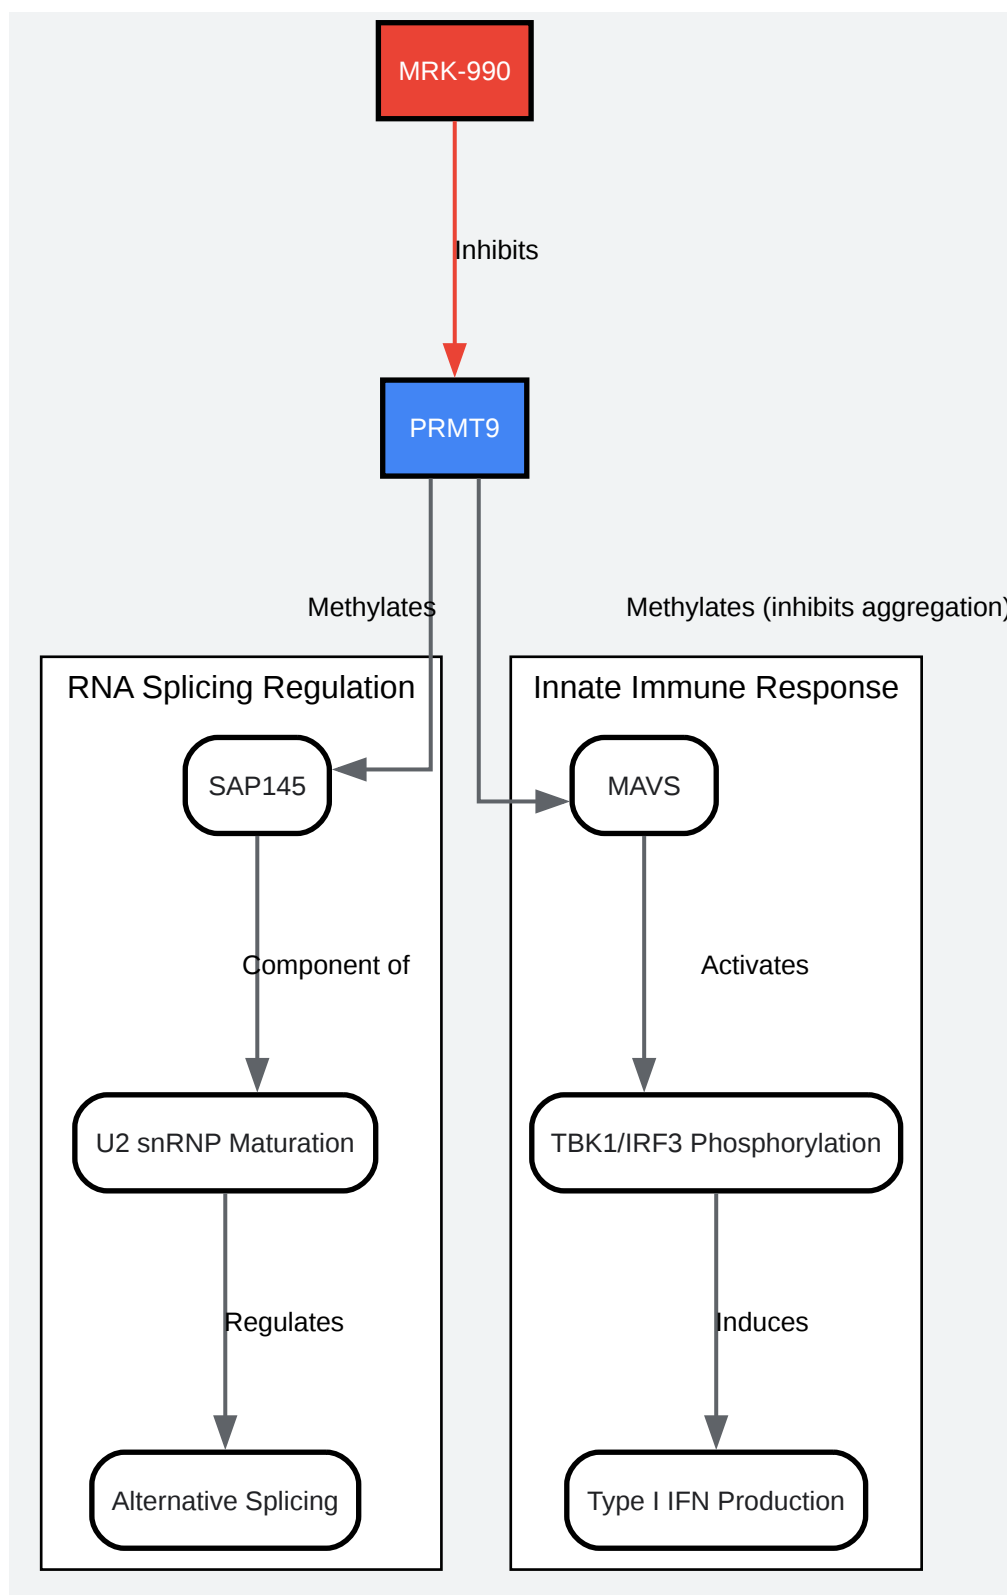 MRK-990
Inhibits
PRMT9
Methylates
Methylates (inhibits aggregation)
RNA Splicing Regulation
Innate Immune Response
SAP145
MAVS
Component of
Activates
U2 snRNP Maturation
TBK1/IRF3 Phosphorylation
Regulates
Induces
Alternative Splicing
Type I IFN Production